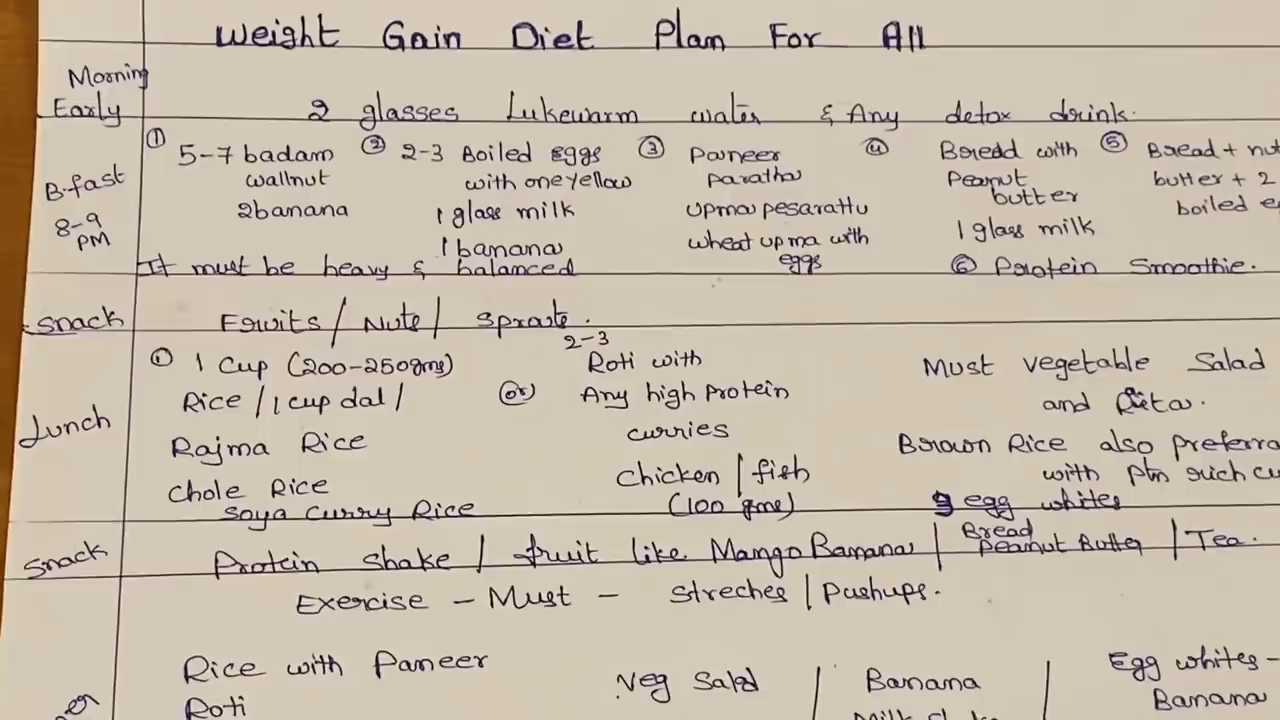 Weight Gain Diet Plan For All
Morning
Early
2 glasses Lukewarm water & Any detox drink.
B-fast
8-9
PM
① 5-7 badam
wallnut
2banana
② 2-3 Boiled eggs
with one yellow
1 glass milk
1 banana
③ Paneer
paratha
upma pesarattu
wheat upma with
eggs
④ Bredd with
Peanut
butter
1 glass milk
⑤ Bread + nut
butter + 2
boiled e
⑥ Protein Smoothie.
It must be heavy & balanced
snack
Fruits / Nuts / Spraste.
Lunch
① 1 Cup (200-250gms)
Rice / 1 cup dal /
Rajma Rice
Chole Rice
Soya Curry Rice
or
2-3
Roti with
Any high protein
curries
Chicken / fish
(100 gms)
Must vegetable Salad
and Raita.
Brown Rice also preferra
with ptn rich cu
egg whites
snack
Protein shake / fruit like Mango Banana / Bread Peanut Butter / Tea.
Exercise - Must - Streches / Pushups.
er
Rice with Paneer
Roti
Veg Salad
Banana
Egg whites -
Banana